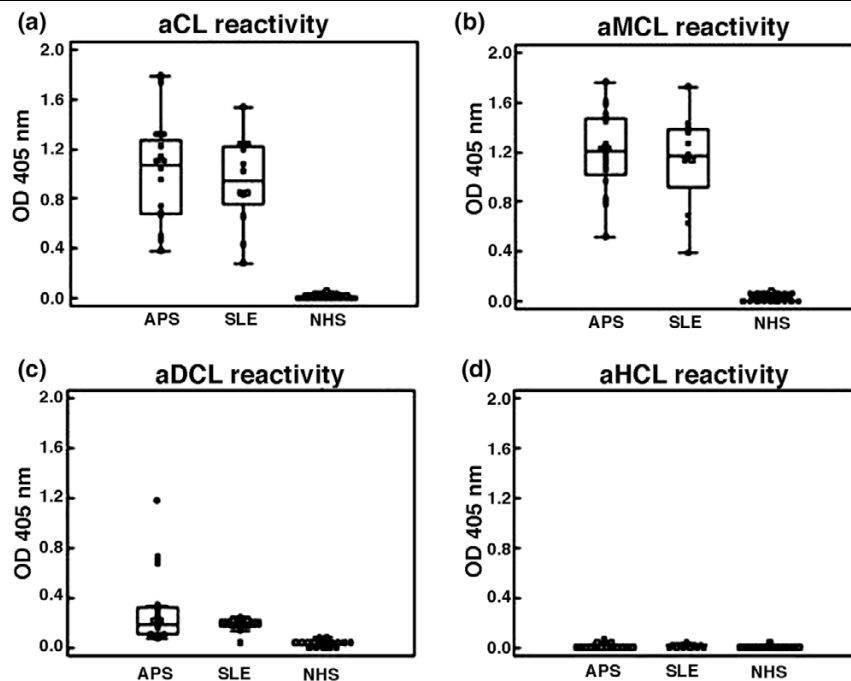 (a)
aCL reactivity
2.0
1.6
1.2
0.8
0.4
0.0
OD 405 nm
APS SLE NHS
(b)
aMCL reactivity
2.0
1.6
1.2
0.8
0.4
0.0
OD 405 nm
APS SLE NHS
(c)
aDCL reactivity
2.0
1.6
1.2
0.8
0.4
0.0
OD 405 nm
APS SLE NHS
(d)
aHCL reactivity
2.0
1.6
1.2
0.8
0.4
0.0
OD 405 nm
APS SLE NHS